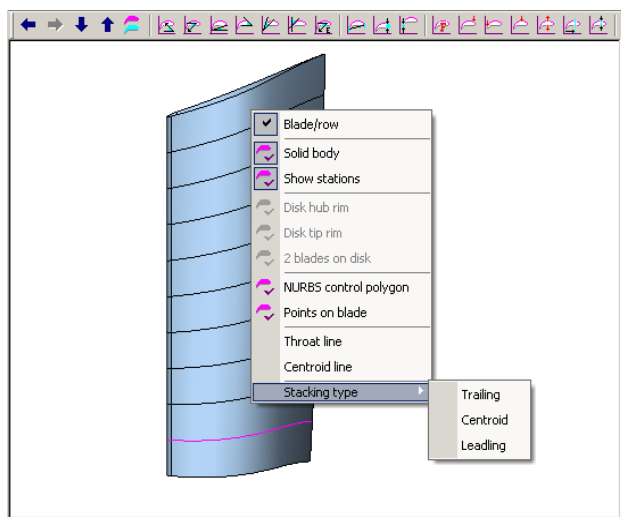 Blade/row
Solid body
Show stations
Disk hub rim
Disk tip rim
2 blades on disk
NURBS control polygon
Points on blade
Throat line
Centroid line
Stacking type
Trailing
Centroid
Leadling